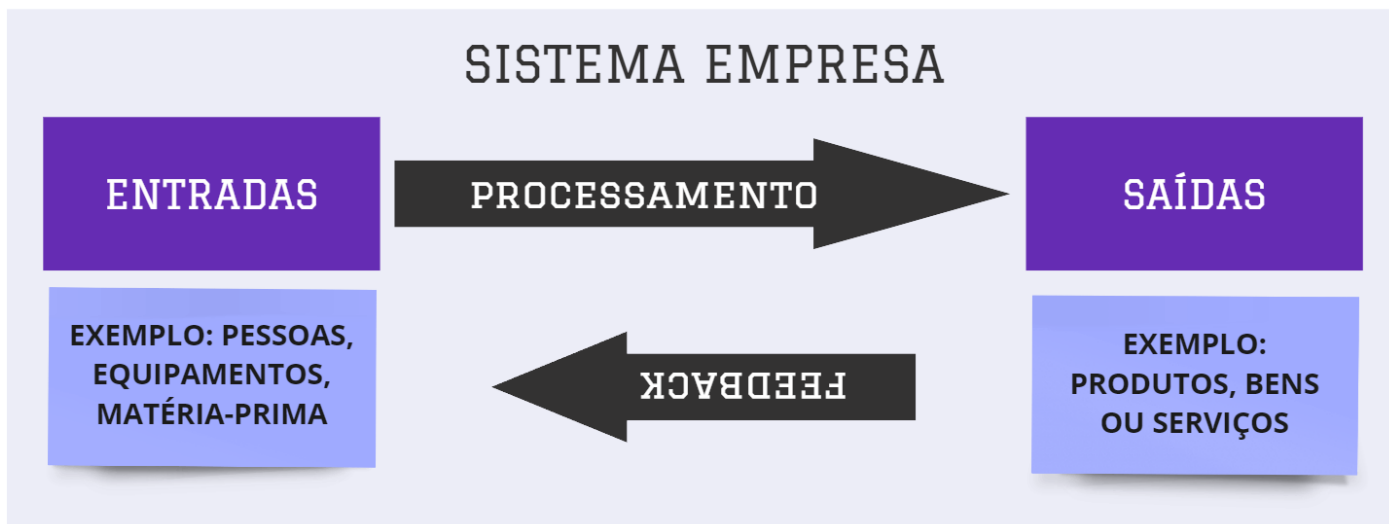 SISTEMA EMPRESA
ENTRADAS
PROCESSAMENTO
SAÍDAS
EXEMPLO: PESSOAS,
EQUIPAMENTOS,
MATÉRIA-PRIMA
FEEDBACK
EXEMPLO:
PRODUTOS, BENS
OU SERVIÇOS